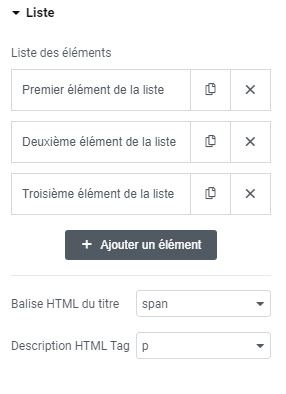 Liste
Liste des éléments
Premier élément de la liste
Deuxième élément de la liste
Troisième élément de la liste
+ Ajouter un élément
Balise HTML du titre span
Description HTML Tag p